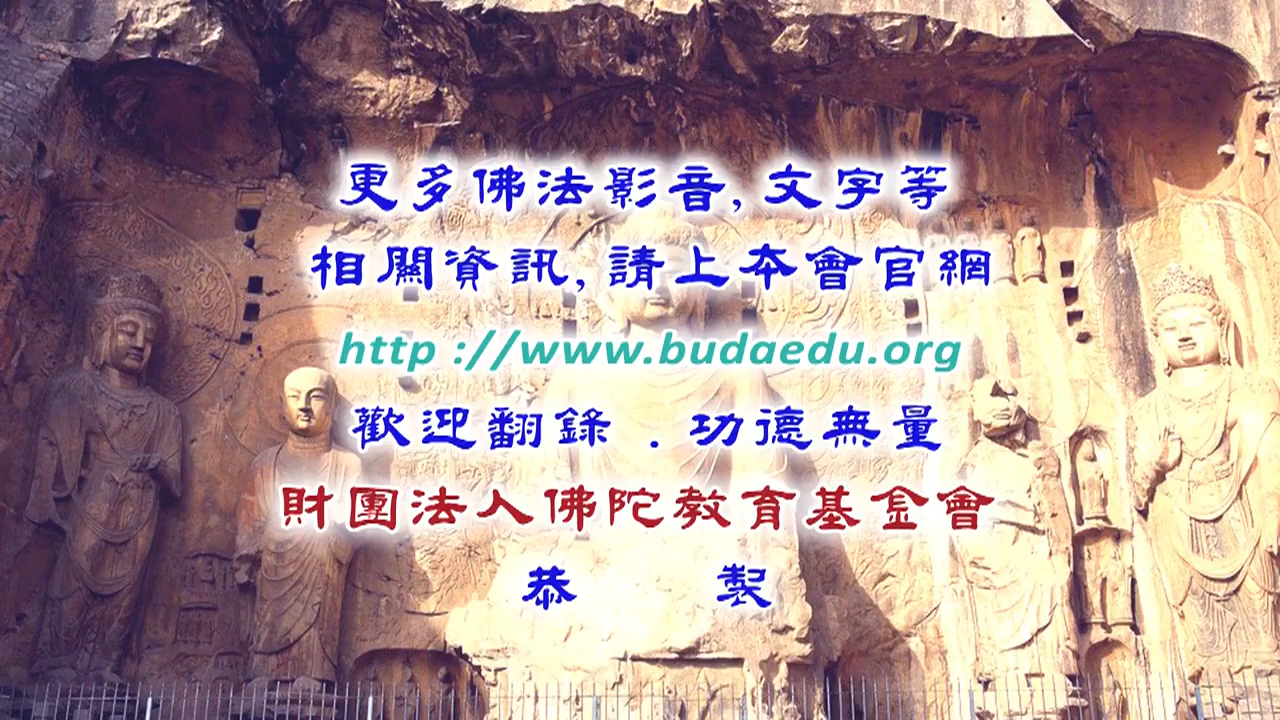 更多佛法影音,文字等
相關資訊,請上本會官網
http ://www.budaedu.org
歡迎翻錄 . 功德無量
財團法人佛陀教育基金會
恭 製